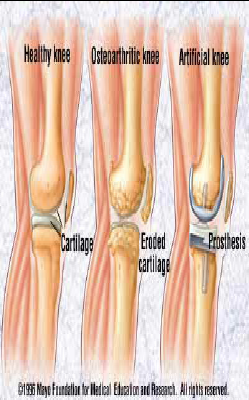 Healthy knee
Osteoarthritic knee
Artificial knee
Cartilage
Eroded
cartilage
Prosthesis
©1996 Mayo Foundation for Medical Education and Research. All rights reserved.